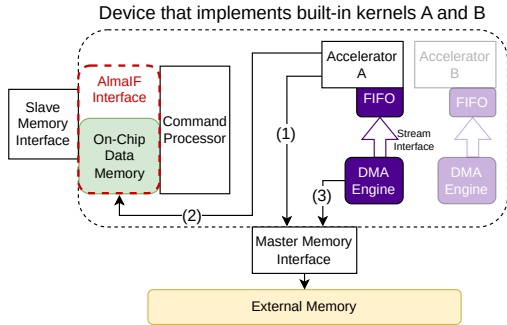 Device that implements built-in kernels A and B
Slave
Memory
Interface
AlmaIF
Interface
On-Chip
Data
Memory
Command
Processor
Accelerator
A
FIFO
Stream
Interface
DMA
Engine
Accelerator
B
FIFO
DMA
Engine
(1)
(2)
(3)
Master Memory
Interface
External Memory